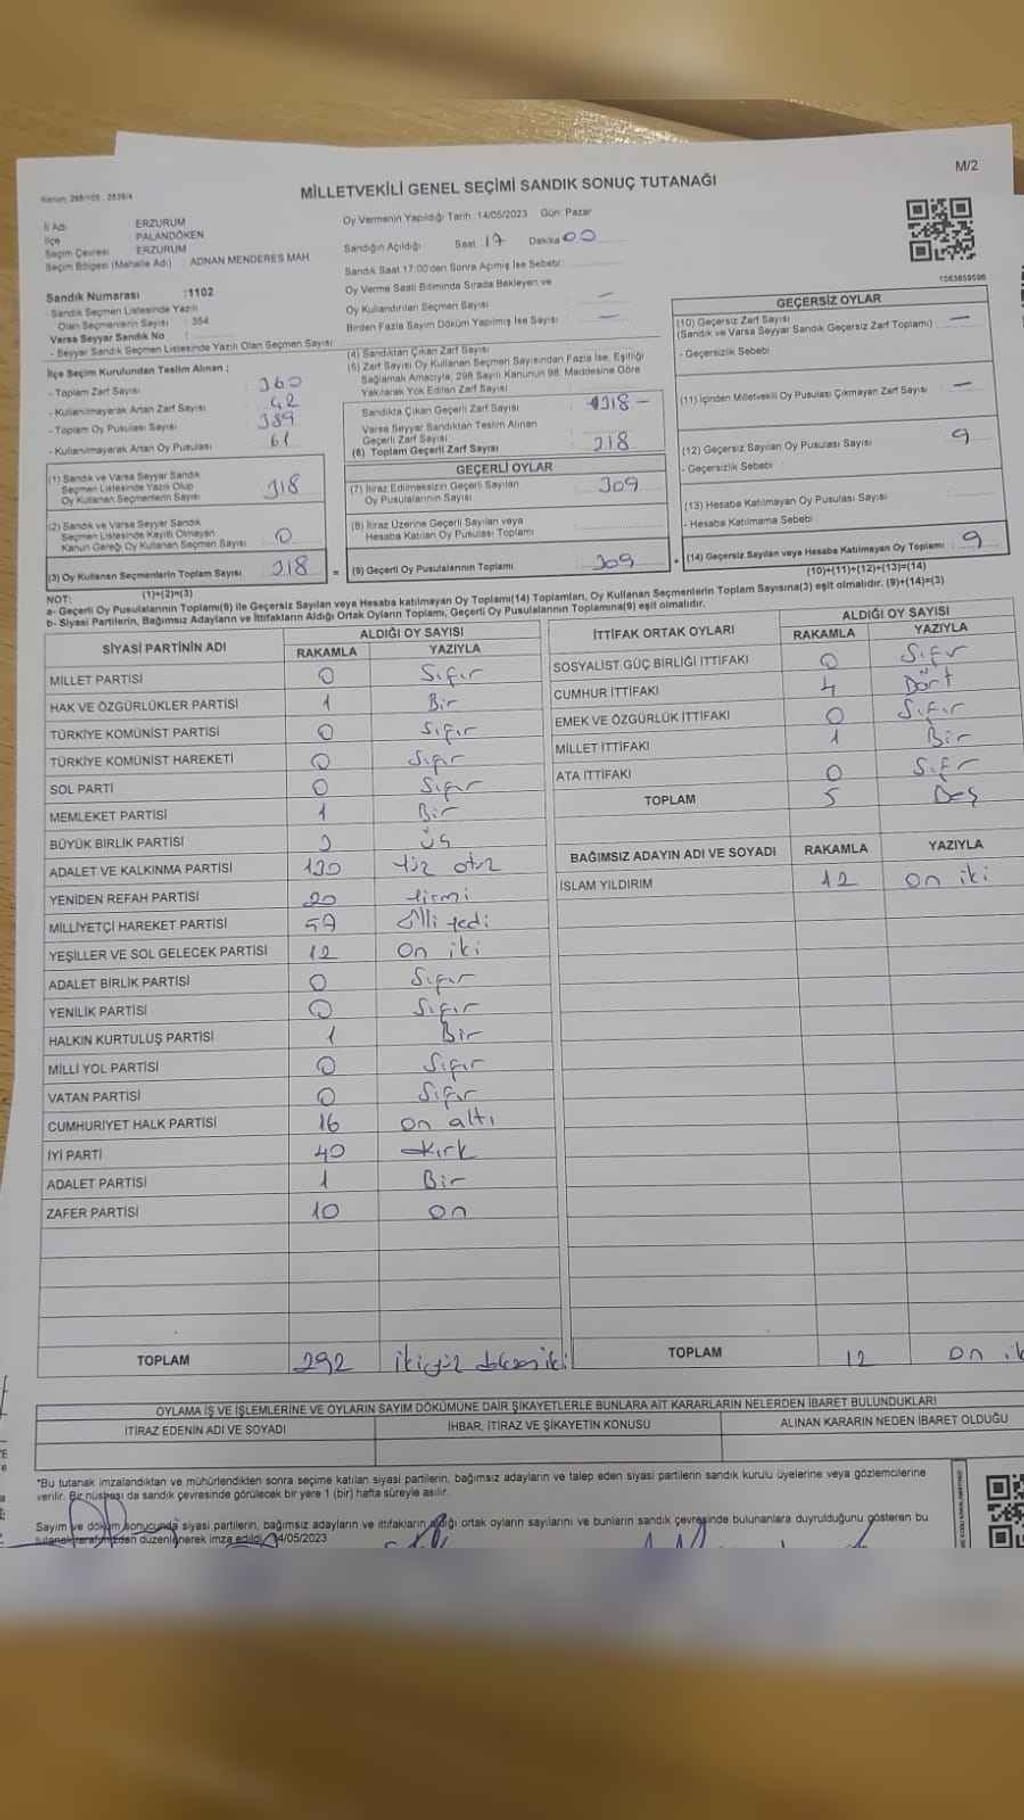 M/2
Kanun: 298/105 - 2839/4
MİLLETVEKİLİ GENEL SEÇİMİ SANDIK SONUÇ TUTANAĞI
İl Adı : ERZURUM
İlçe : PALANDÖKEN
Seçim Çevresi : ERZURUM
Seçim Bölgesi (Mahalle Adı) : ADNAN MENDERES MAH
Sandık Numarası :1102
- Sandık Seçmen Listesinde Yazılı
Olan Seçmenlerin Sayısı : 354
Varsa Seyyar Sandık No :
- Seyyar Sandık Seçmen Listesinde Yazılı Olan Seçmen Sayısı:
Oy Vermenin Yapıldığı Tarih :14/05/2023 Gün: Pazar
Sandığın Açıldığı Saat 17 Dakika 00
Sandık Saat 17:00'den Sonra Açılmış İse Sebebi:
Oy Verme Saati Bitiminde Sırada Bekleyen ve
Oy Kullandırılan Seçmen Sayısı : —
Birden Fazla Sayım Döküm Yapılmış İse Sayısı : —
İlçe Seçim Kurulundan Teslim Alınan ;
- Toplam Zarf Sayısı : 360
- Kullanılmayarak Artan Zarf Sayısı : 42
- Toplam Oy Pusulası Sayısı :
- Kullanılmayarak Artan Oy Pusulası : 61
(1) Sandık ve Varsa Seyyar Sandık
Seçmen Listesinde Yazılı Olup
Oy Kullanan Seçmenlerin Sayısı 318
(2) Sandık ve Varsa Seyyar Sandık
Seçmen Listesinde Kayıtlı Olmayan
Kanun Gereği Oy Kullanan Seçmen Sayısı 0
(3) Oy Kullanan Seçmenlerin Toplam Sayısı 318
(1)+(2)=(3)
(4) Sandıktan Çıkan Zarf Sayısı
(5) Zarf Sayısı Oy Kullanan Seçmen Sayısından Fazla İse, Eşitliği
Sağlamak Amacıyla, 298 Sayılı Kanunun 98. Maddesine Göre
Yakılarak Yok Edilen Zarf Sayısı
Sandıkta Çıkan Geçerli Zarf Sayısı : 318 —
Varsa Seyyar Sandıktan Teslim Alınan
Geçerli Zarf Sayısı
(6) Toplam Geçerli Zarf Sayısı : 318
GEÇERLİ OYLAR
(7) İtiraz Edilmeksizin Geçerli Sayılan
Oy Pusulalarının Sayısı 309
(8) İtiraz Üzerine Geçerli Sayılan veya
Hesaba Katılan Oy Pusulası Toplamı
= (9) Geçerli Oy Pusulalarının Toplamı 309
GEÇERSİZ OYLAR
(10) Geçersiz Zarf Sayısı
(Sandık ve Varsa Seyyar Sandık Geçersiz Zarf Toplamı) : —
- Geçersizlik Sebebi
(11) İçinden Milletvekili Oy Pusulası Çıkmayan Zarf Sayısı : —
(12) Geçersiz Sayılan Oy Pusulası Sayısı 9
- Geçersizlik Sebebi
(13) Hesaba Katılmayan Oy Pusulası Sayısı :
- Hesaba Katılmama Sebebi
+ (14) Geçersiz Sayılan veya Hesaba Katılmayan Oy Toplamı 9
(10)+(11)+(12)+(13)=(14)
NOT:
a- Geçerli Oy Pusulalarının Toplamı(9) ile Geçersiz Sayılan veya Hesaba katılmayan Oy Toplamı(14) Toplamları, Oy Kullanan Seçmenlerin Toplam Sayısına(3) eşit olmalıdır. (9)+(14)=(3)
b- Siyasi Partilerin, Bağımsız Adayların ve İttifakların Aldığı Ortak Oyların Toplamı, Geçerli Oy Pusulalarının Toplamına(9) eşit olmalıdır.
SİYASİ PARTİNİN ADI ALDIĞI OY SAYISI
RAKAMLA YAZIYLA
MİLLET PARTİSİ 0 Sıfır
HAK VE ÖZGÜRLÜKLER PARTİSİ 1 Bir
TÜRKİYE KOMÜNİST PARTİSİ 0 Sıfır
TÜRKİYE KOMÜNİST HAREKETİ 0 Sıfır
SOL PARTİ 0 Sıfır
MEMLEKET PARTİSİ 1 Bir
BÜYÜK BİRLİK PARTİSİ 3 Üç
ADALET VE KALKINMA PARTİSİ 130 Yüz otuz
YENİDEN REFAH PARTİSİ 20 Yirmi
MİLLİYETÇİ HAREKET PARTİSİ 57 Elli Yedi
YEŞİLLER VE SOL GELECEK PARTİSİ 12 On iki
ADALET BİRLİK PARTİSİ 0 Sıfır
YENİLİK PARTİSİ 0 Sıfır
HALKIN KURTULUŞ PARTİSİ 1 Bir
MİLLİ YOL PARTİSİ 0 Sıfır
VATAN PARTİSİ 0 Sıfır
CUMHURİYET HALK PARTİSİ 16 On altı
İYİ PARTİ 40 Kırk
ADALET PARTİSİ 1 Bir
ZAFER PARTİSİ 10 On
TOPLAM 292
İTTİFAK ORTAK OYLARI ALDIĞI OY SAYISI
RAKAMLA YAZIYLA
SOSYALİST GÜÇ BİRLİĞİ İTTİFAKI 0 Sıfır
CUMHUR İTTİFAKI 4 Dört
EMEK VE ÖZGÜRLÜK İTTİFAKI 0 Sıfır
MİLLET İTTİFAKI 1 Bir
ATA İTTİFAKI 0 Sıfır
TOPLAM 5 Beş
BAĞIMSIZ ADAYIN ADI VE SOYADI RAKAMLA YAZIYLA
İSLAM YILDIRIM 12 On iki
TOPLAM 12 On ik
OYLAMA İŞ VE İŞLEMLERİNE VE OYLARIN SAYIM DÖKÜMÜNE DAİR ŞİKAYETLERLE BUNLARA AİT KARARLARIN NELERDEN İBARET BULUNDUKLARI
İTİRAZ EDENİN ADI VE SOYADI İHBAR, İTİRAZ VE ŞİKAYETİN KONUSU ALINAN KARARIN NEDEN İBARET OLDUĞU
*Bu tutanak imzalandıktan ve mühürlendikten sonra seçime katılan siyasi partilerin, bağımsız adayların ve talep eden siyasi partilerin sandık kurulu üyelerine veya gözlemcilerine
verilir. Bir nüshası da sandık çevresinde görülecek bir yere 1 (bir) hafta süreyle asılır.
Sayım ve döküm sonucunda siyasi partilerin, bağımsız adayların ve ittifakların aldığı ortak oyların sayılarını ve bunların sandık çevresinde bulunanlara duyrulduğunu gösteren bu
tutanak tarafımızdan düzenlenerek imza edildi. 14/05/2023